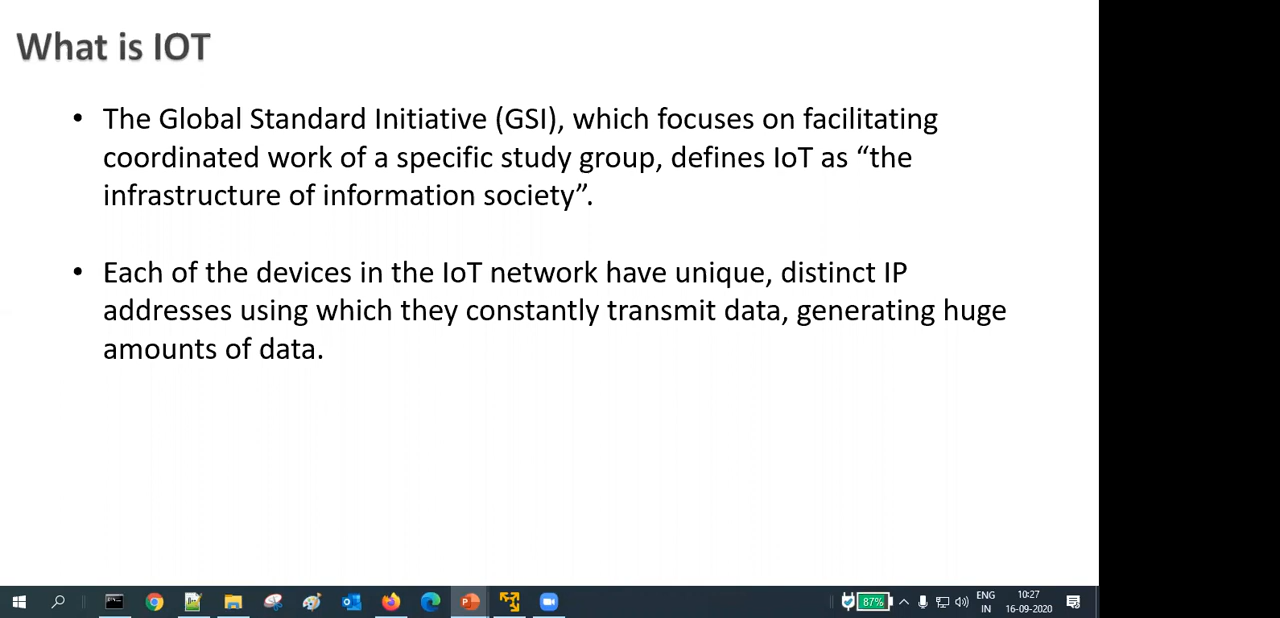 What is IOT
• The Global Standard Initiative (GSI), which focuses on facilitating
coordinated work of a specific study group, defines IoT as “the
infrastructure of information society”.
• Each of the devices in the IoT network have unique, distinct IP
addresses using which they constantly transmit data, generating huge
amounts of data.
87%
ENG
IN
10:27
16-09-2020